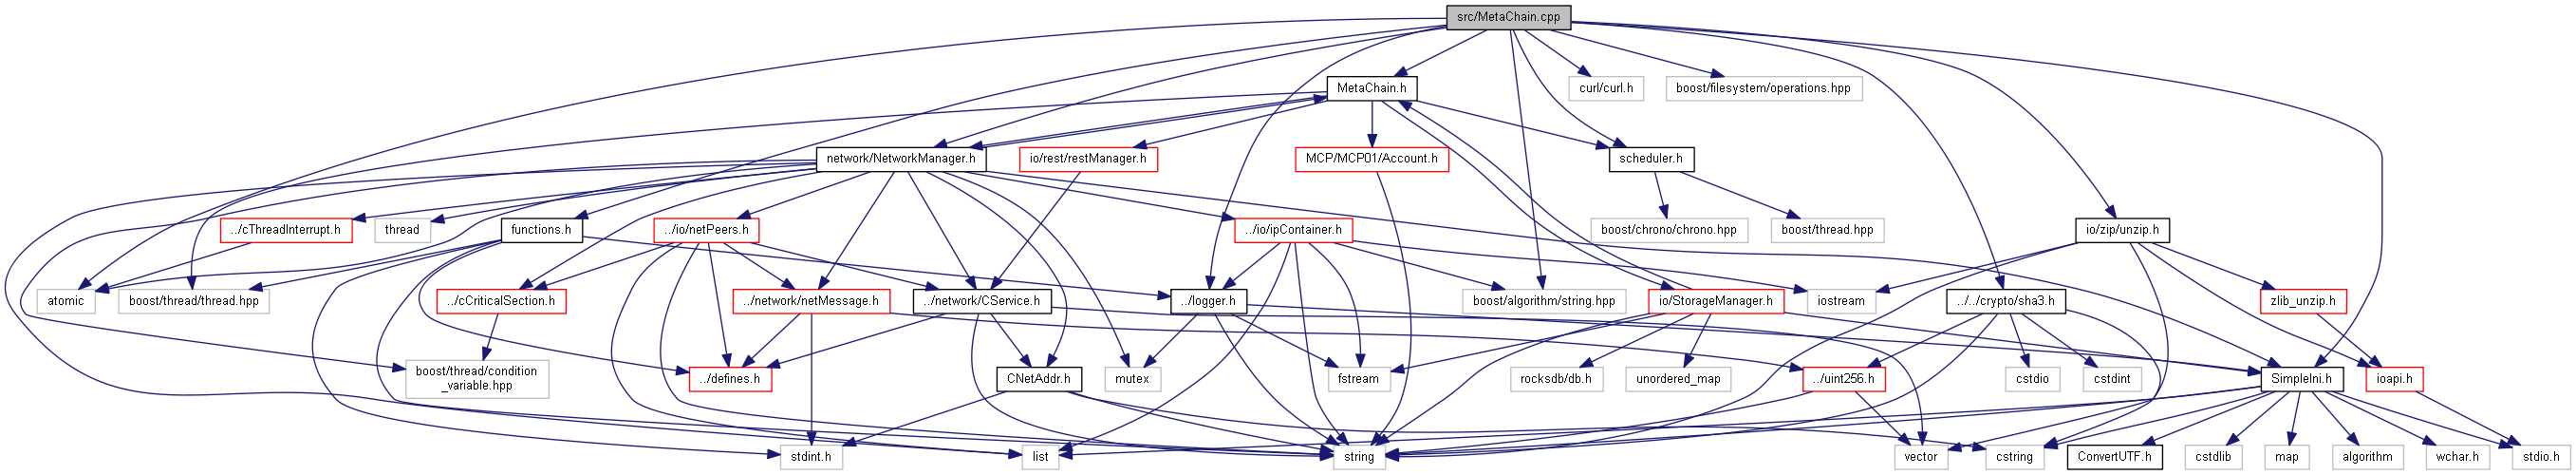 src/MetaChain.cpp
MetaChain.h
curl/curl.h
boost/filesystem/operations.hpp
network/NetworkManager.h
io/rest/restManager.h
MCP/MCP01/Account.h
scheduler.h
../cThreadInterrupt.h
thread
functions.h
../io/netPeers.h
../io/ipContainer.h
boost/chrono/chrono.hpp
boost/thread.hpp
io/zip/unzip.h
atomic
boost/thread/thread.hpp
../cCriticalSection.h
../network/netMessage.h
../network/CService.h
../logger.h
boost/algorithm/string.hpp
io/StorageManager.h
iostream
../../crypto/sha3.h
zlib_unzip.h
boost/thread/condition
_variable.hpp
../defines.h
CNetAddr.h
mutex
fstream
rocksdb/db.h
unordered_map
../uint256.h
cstdio
cstdint
SimpleIni.h
ioapi.h
stdint.h
list
string
vector
cstring
ConvertUTF.h
cstdlib
map
algorithm
wchar.h
stdio.h